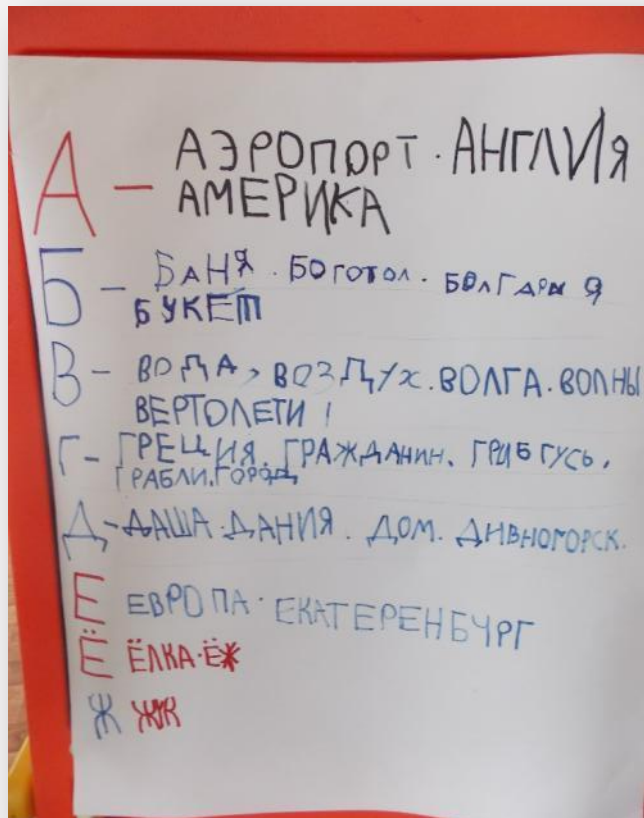 А – АЭРОПОРТ. АНГЛИЯ
АМЕРИКА
Б – БАНЯ. БОГОТОЛ. БОЛГАРИЯ
БУКЕТ
В – ВОДА, ВОЗДУХ. ВОЛГА. ВОЛНЫ
ВЕРТОЛЕТИ!
Г – ГРЕЦИЯ. ГРАЖДАНИН. ГРИБ ГУСЬ.
ГРАБЛИ. ГОРОД
Д – ДАША. ДАНИЯ. ДОМ. ДИВНОГОРСК.
Е ЕВРОПА. ЕКАТЕРЕНБУРГ
Ё ЁЛКА. ЁЖ
Ж ЖУК